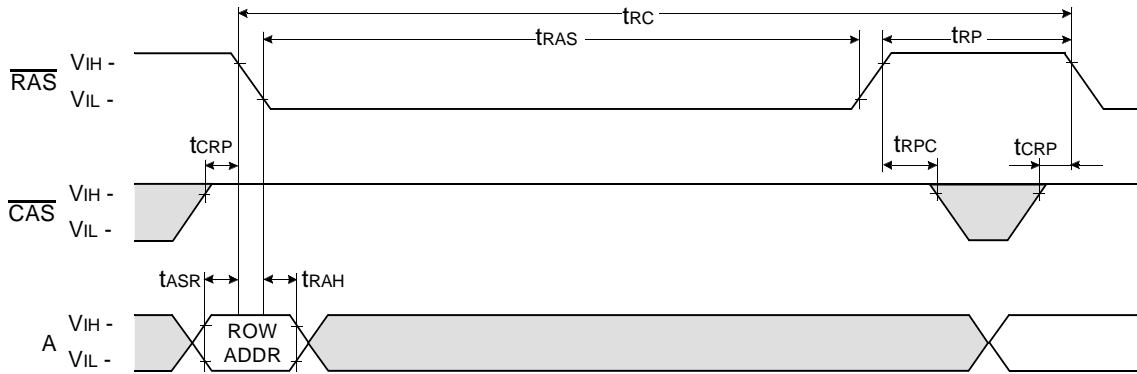 tRC
tRAS
tRP
RAS
VIH -
VIL -
tCRP
tRPC
tCRP
CAS
VIH -
VIL -
tASR
tRAH
A
VIH -
VIL -
ROW
ADDR